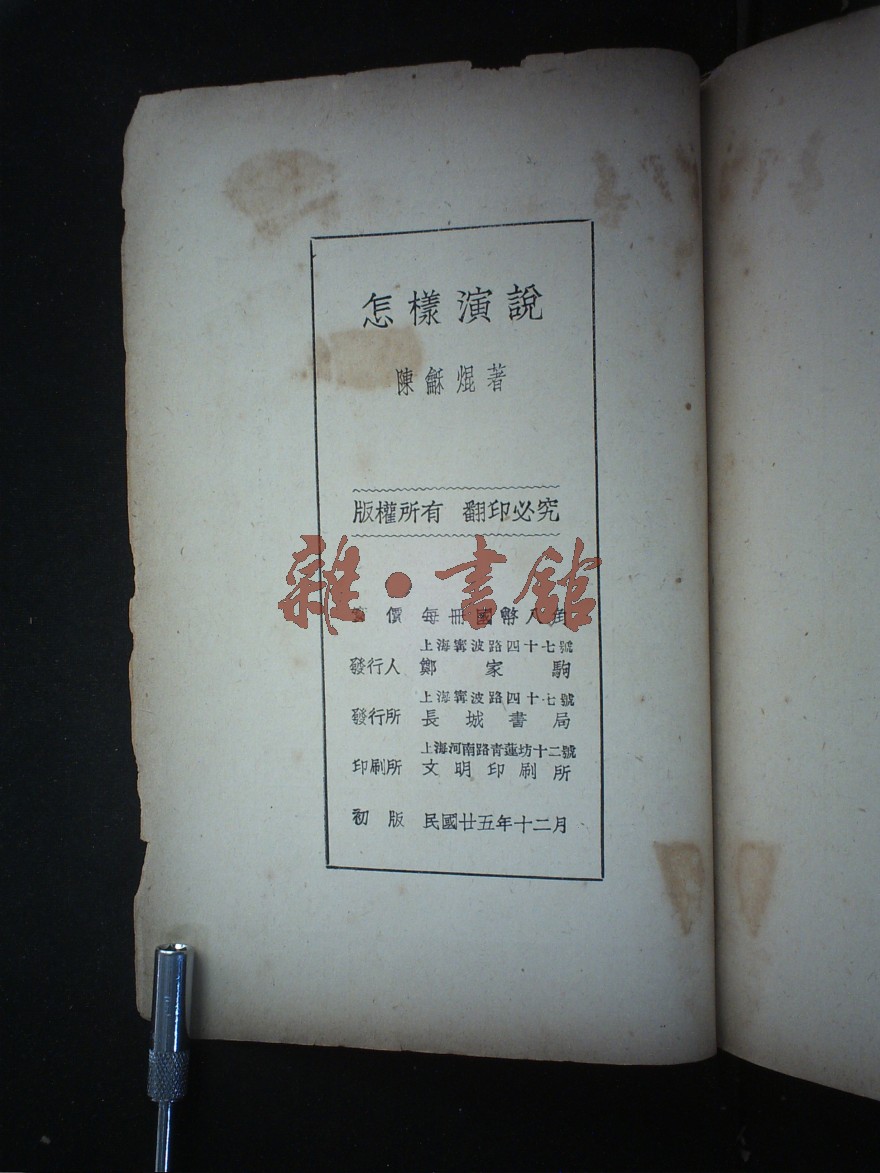 怎樣演說
陳龢焜著
版權所有 翻印必究
雜·書館
價 每冊國幣八角
上海寗波路四十七號
發行人 鄭家駒
上海寗波路四十七號
發行所 長城書局
上海河南路青蓮坊十二號
印刷所 文明印刷所
初版 民國廿五年十二月